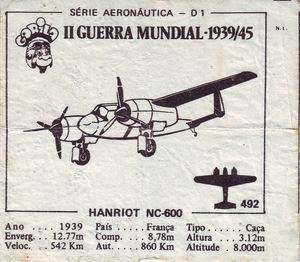 SÉRIE AERONÁUTICA - D1
N.I.
II GUERRA MUNDIAL-1939/45
492
HANRIOT NC-600
Ano .... 1939 País ... França Tipo ...... Caça
Enverg. ... 12.77m Comp. ... 8,78m Altura ... 3.12m
Veloc. .. 542 Km Aut. .. 860 Km Altitude .. 8.000m